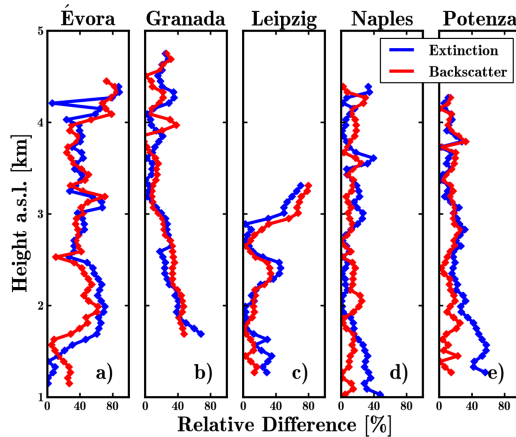 Évora Granada Leipzig Naples Potenza
5
Extinction
Backscatter
4
3
2
1
Height a.s.l. [km]
a) b) c) d) e)
0 40 80 0 40 80 0 40 80 0 40 80 0 40 80
Relative Difference [%]